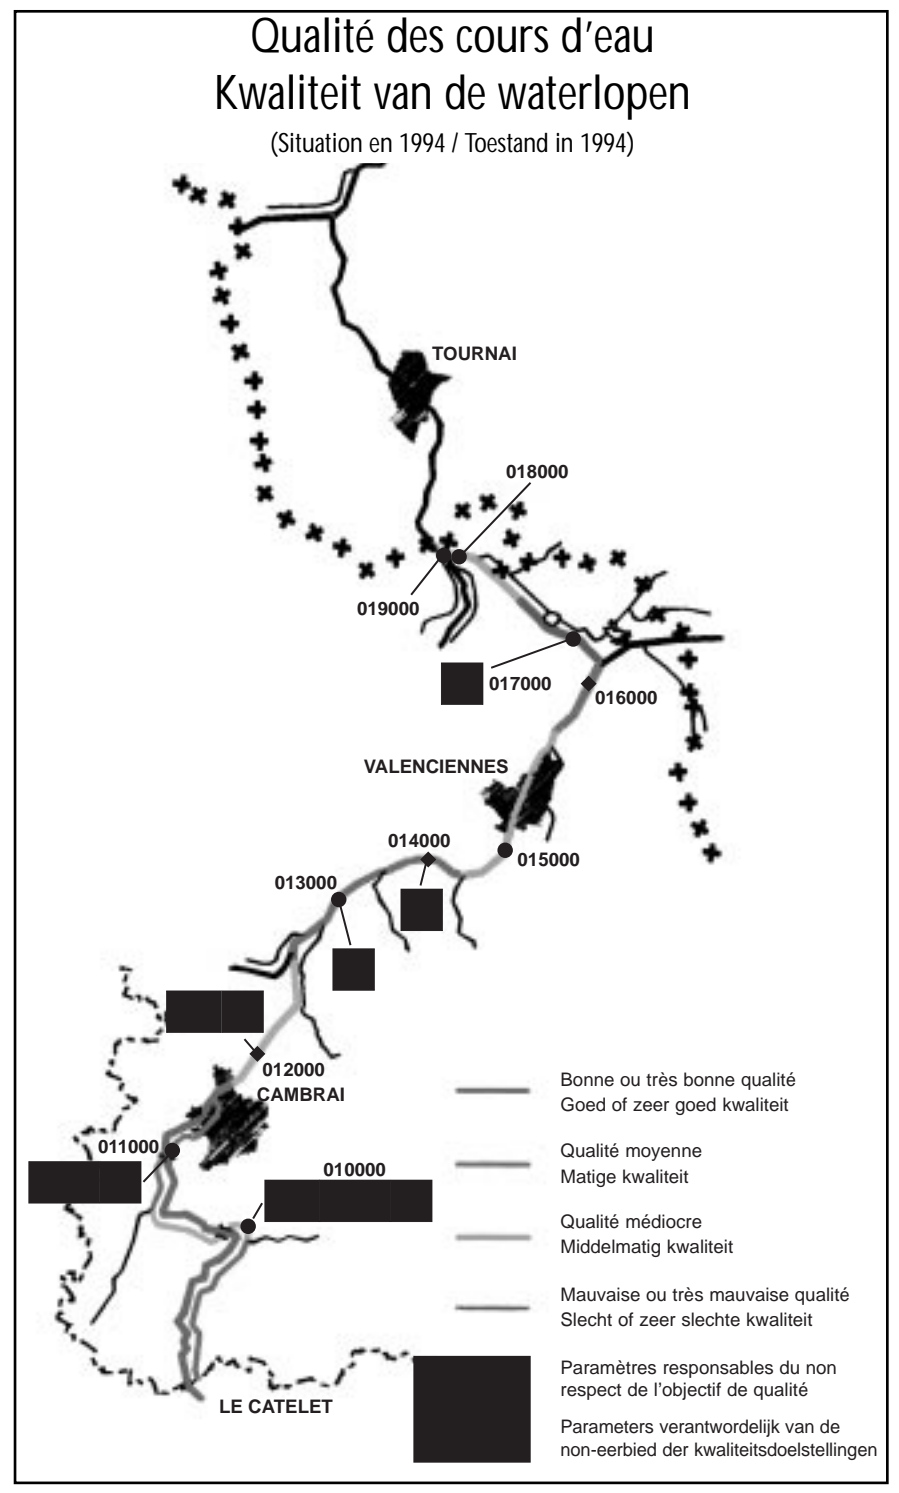 Qualité des cours d'eau
Kwaliteit van de waterlopen
(Situation en 1994 / Toestand in 1994)
TOURNAI
018000
019000
017000
016000
VALENCIENNES
014000
015000
013000
012000
CAMBRAI
011000
010000
LE CATELET
Bonne ou très bonne qualité
Goed of zeer goed kwaliteit
Qualité moyenne
Matige kwaliteit
Qualité médiocre
Middelmatig kwaliteit
Mauvaise ou très mauvaise qualité
Slecht of zeer slechte kwaliteit
Paramètres responsables du non
respect de l'objectif de qualité
Parameters verantwordelijk van de
non-eerbied der kwaliteitsdoelstellingen